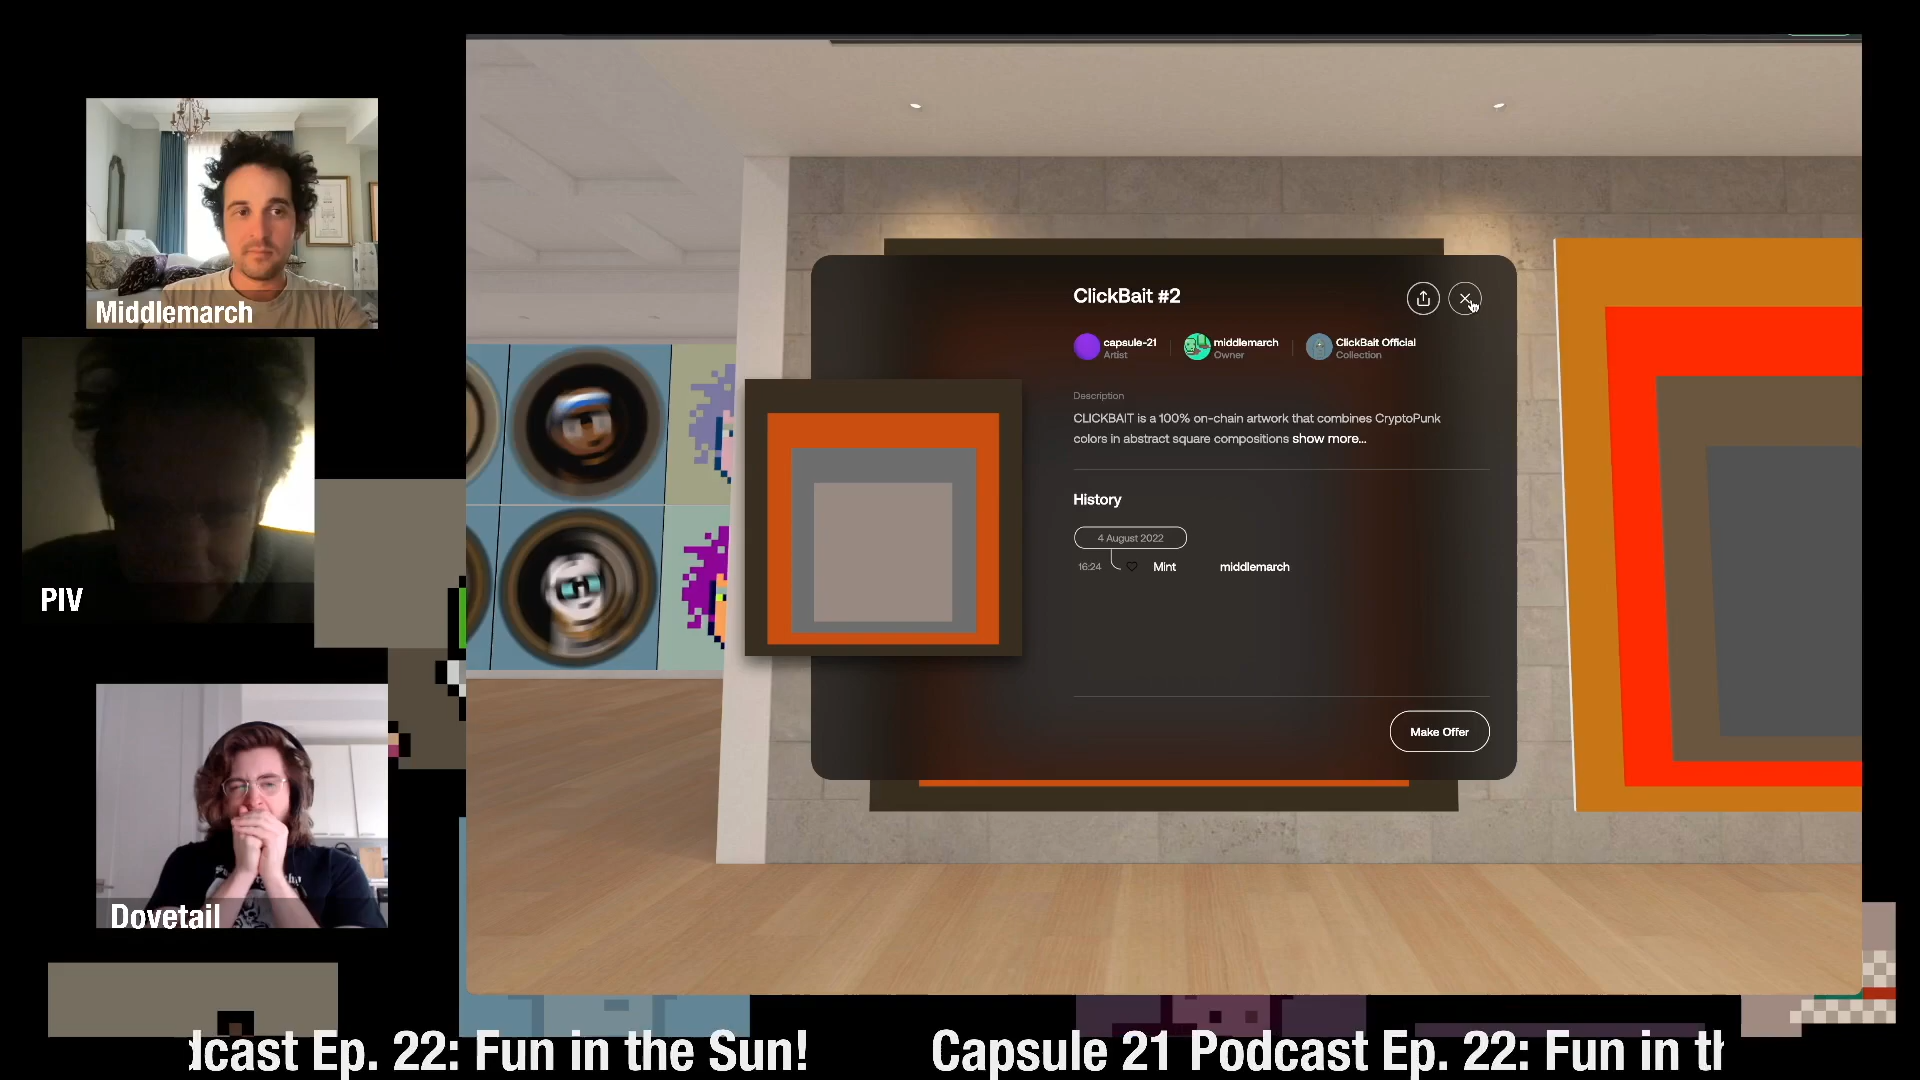 Middlemarch
PIV
Dovetail
ClickBait #2
capsule-21
Artist
middlemarch
Owner
ClickBait Official
Collection
Description
CLICKBAIT is a 100% on-chain artwork that combines CryptoPunk
colors in abstract square compositions show more...
History
4 August 2022
16:24 Mint middlemarch
Make Offer
dcast Ep. 22: Fun in the Sun! Capsule 21 Podcast Ep. 22: Fun in th